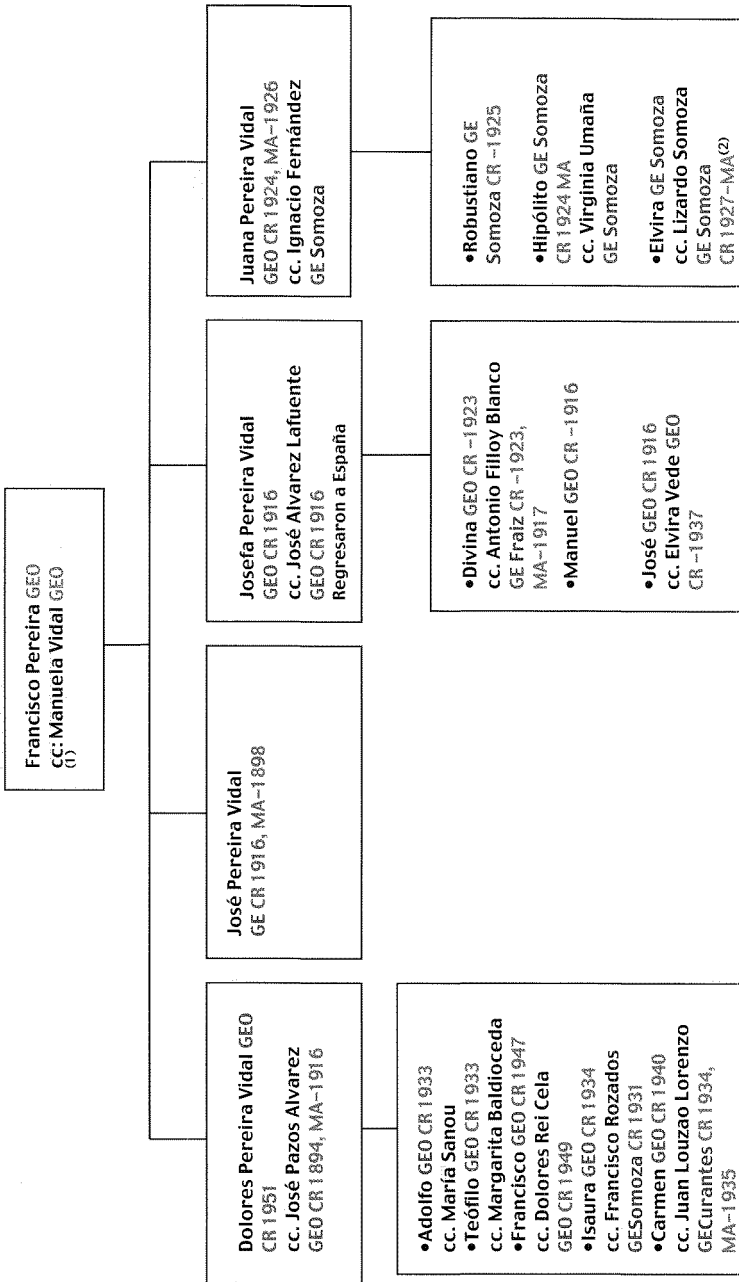 Francisco Pereira GEO
cc: Manuela Vidal GEO
(1)
Dolores Pereira Vidal GEO
CR 1951
cc. José Pazos Alvarez
GEO CR 1894, MA-1916
José Pereira Vidal
GE CR 1916, MA-1898
Josefa Pereira Vidal
GEO CR 1916
cc. José Alvarez Lafuente
GEO CR 1916
Regresaron a España
Juana Pereira Vidal
GEO CR 1924, MA-1926
cc. Ignacio Fernández
GE Somoza
•Adolfo GEO CR 1933
cc. María Sanou
•Teófilo GEO CR 1933
cc. Margarita Baldioceda
•Francisco GEO CR 1947
cc. Dolores Rei Cela
GEO CR 1949
•Isaura GEO CR 1934
cc. Francisco Rozados
GESomoza CR 1931
•Carmen GEO CR 1940
cc. Juan Louzao Lorenzo
GECurantes CR 1934,
MA-1935
•Divina GEO CR -1923
cc. Antonio Filloy Blanco
GE Fraiz CR -1923,
MA-1917
•Manuel GEO CR -1916
•José GEO CR 1916
cc. Elvira Vede GEO
CR -1937
•Robustiano GE
Somoza CR -1925
•Hipólito GE Somoza
CR 1924 MA
cc. Virginia Umaña
GE Somoza
•Elvira GE Somoza
cc. Lizardo Somoza
GE Somoza
CR 1927-MA(2)